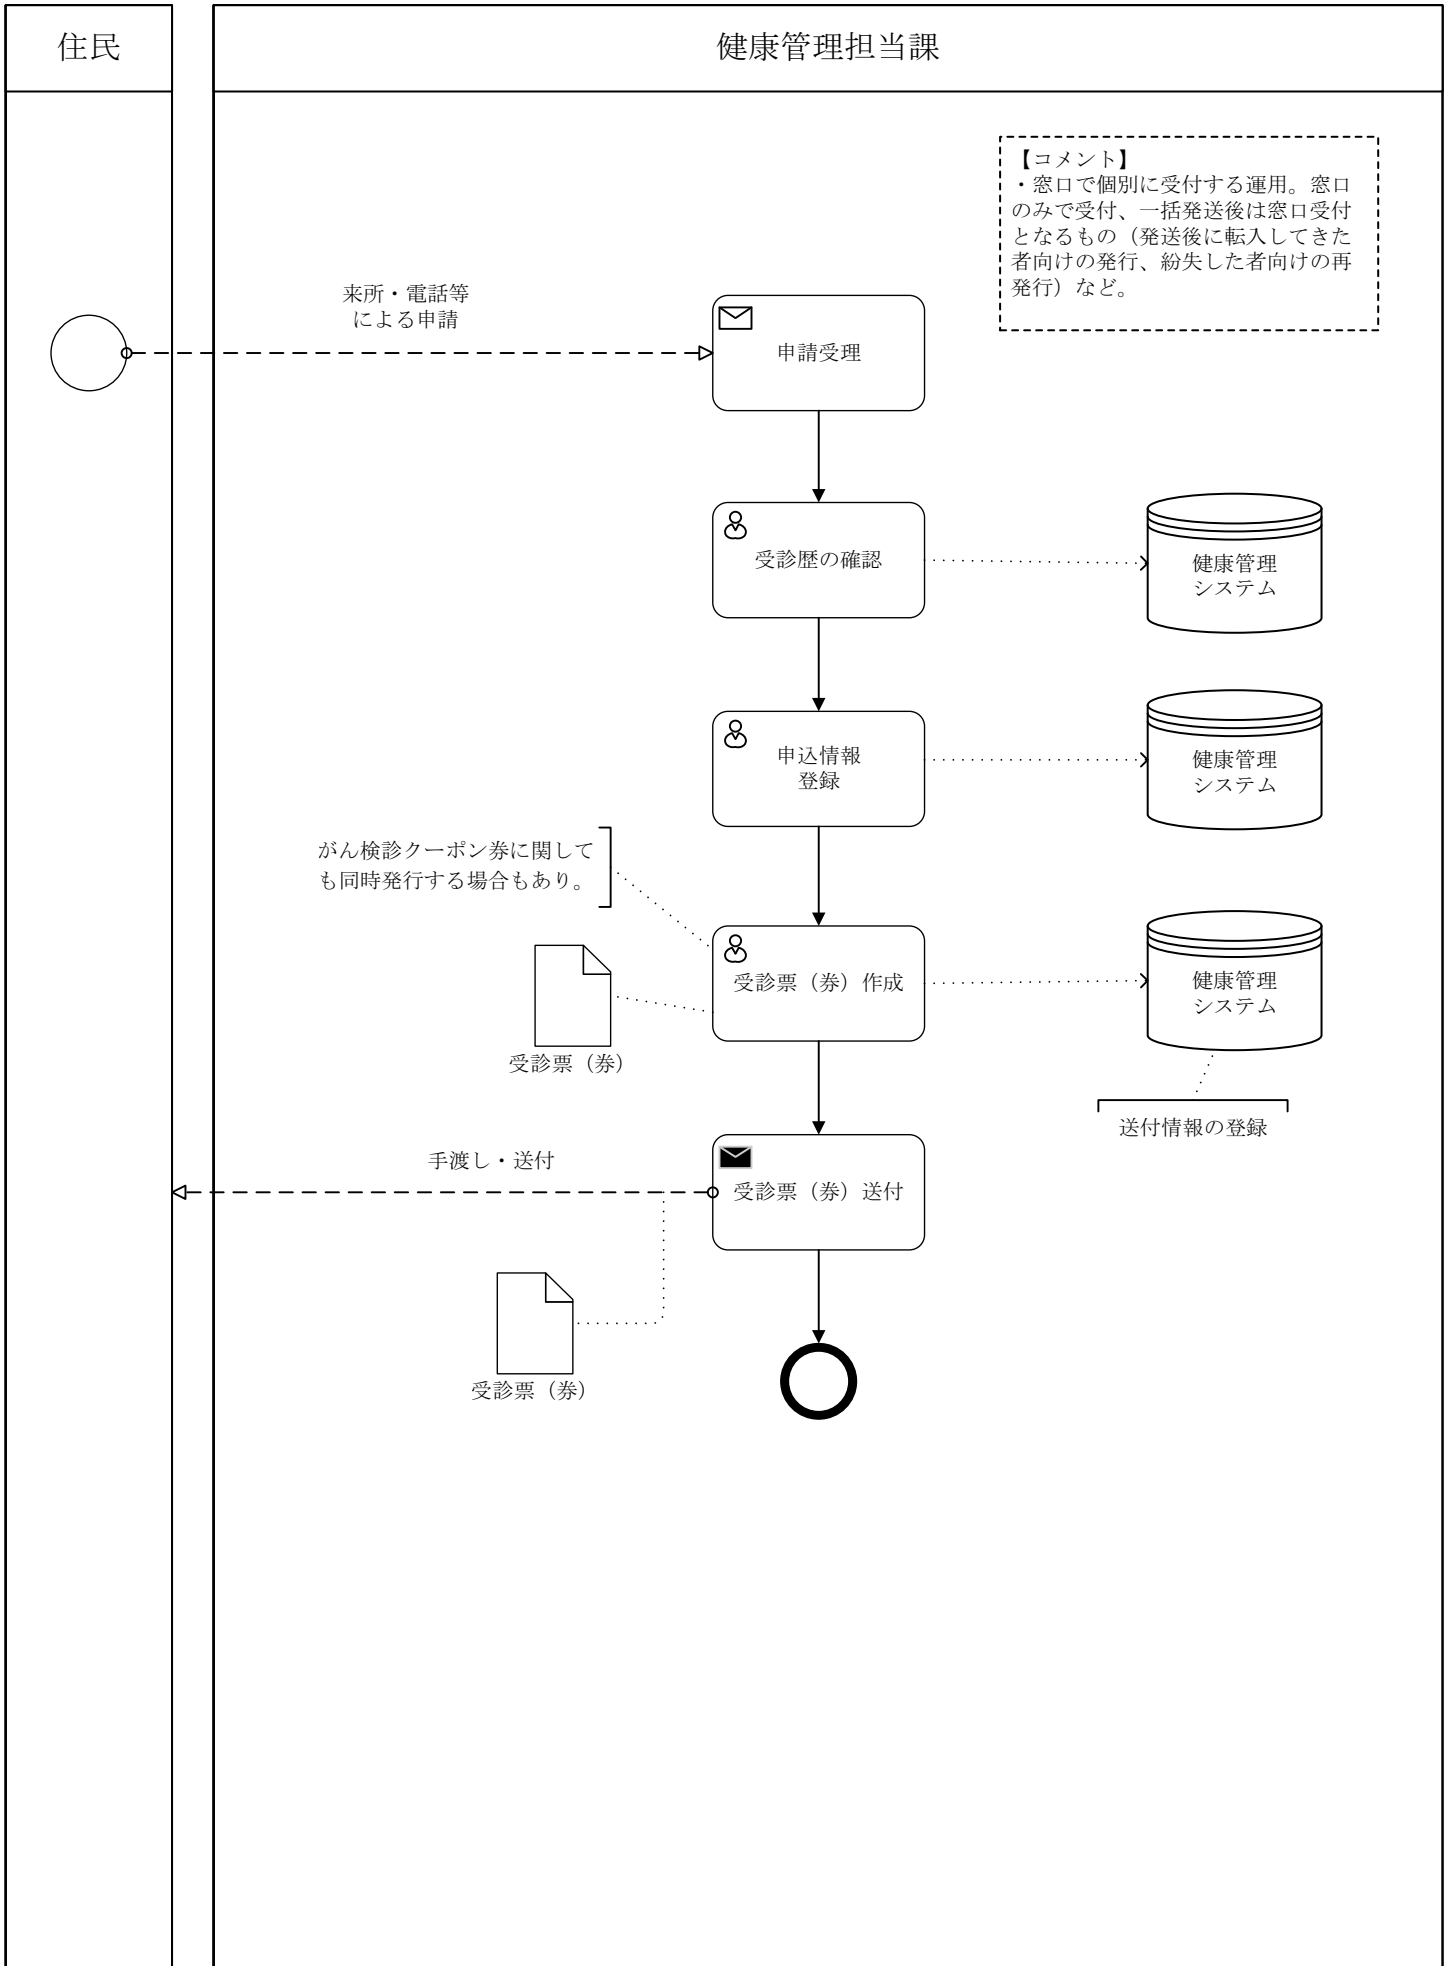 住民
健康管理担当課
【コメント】
・窓口で個別に受付する運用。窓口
のみで受付、一括発送後は窓口受付
となるもの（発送後に転入してきた
者向けの発行、紛失した者向けの再
発行）など。
来所・電話等
による申請
申請受理
受診歴の確認
健康管理
システム
申込情報
登録
健康管理
システム
がん検診クーポン券に関して
も同時発行する場合もあり。
受診票（券）作成
健康管理
システム
受診票（券）
送付情報の登録
手渡し・送付
受診票（券）送付
受診票（券）